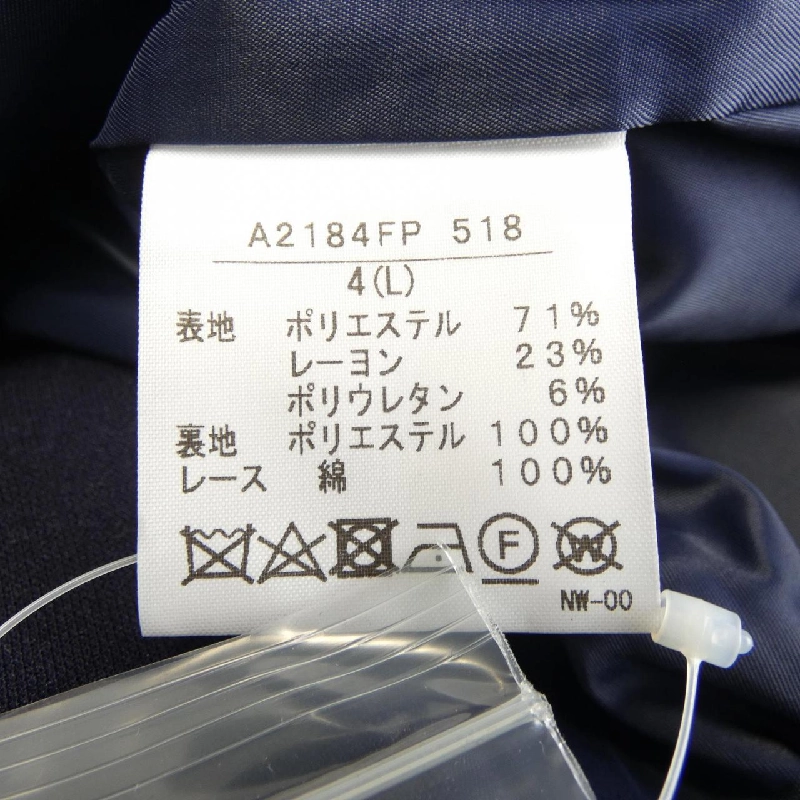 A2184FP 518
4(L)
表地 ポリエステル 71%
レーヨン 23%
ポリウレタン 6%
裏地 ポリエステル 100%
レース 綿 100%
F W
NW-00